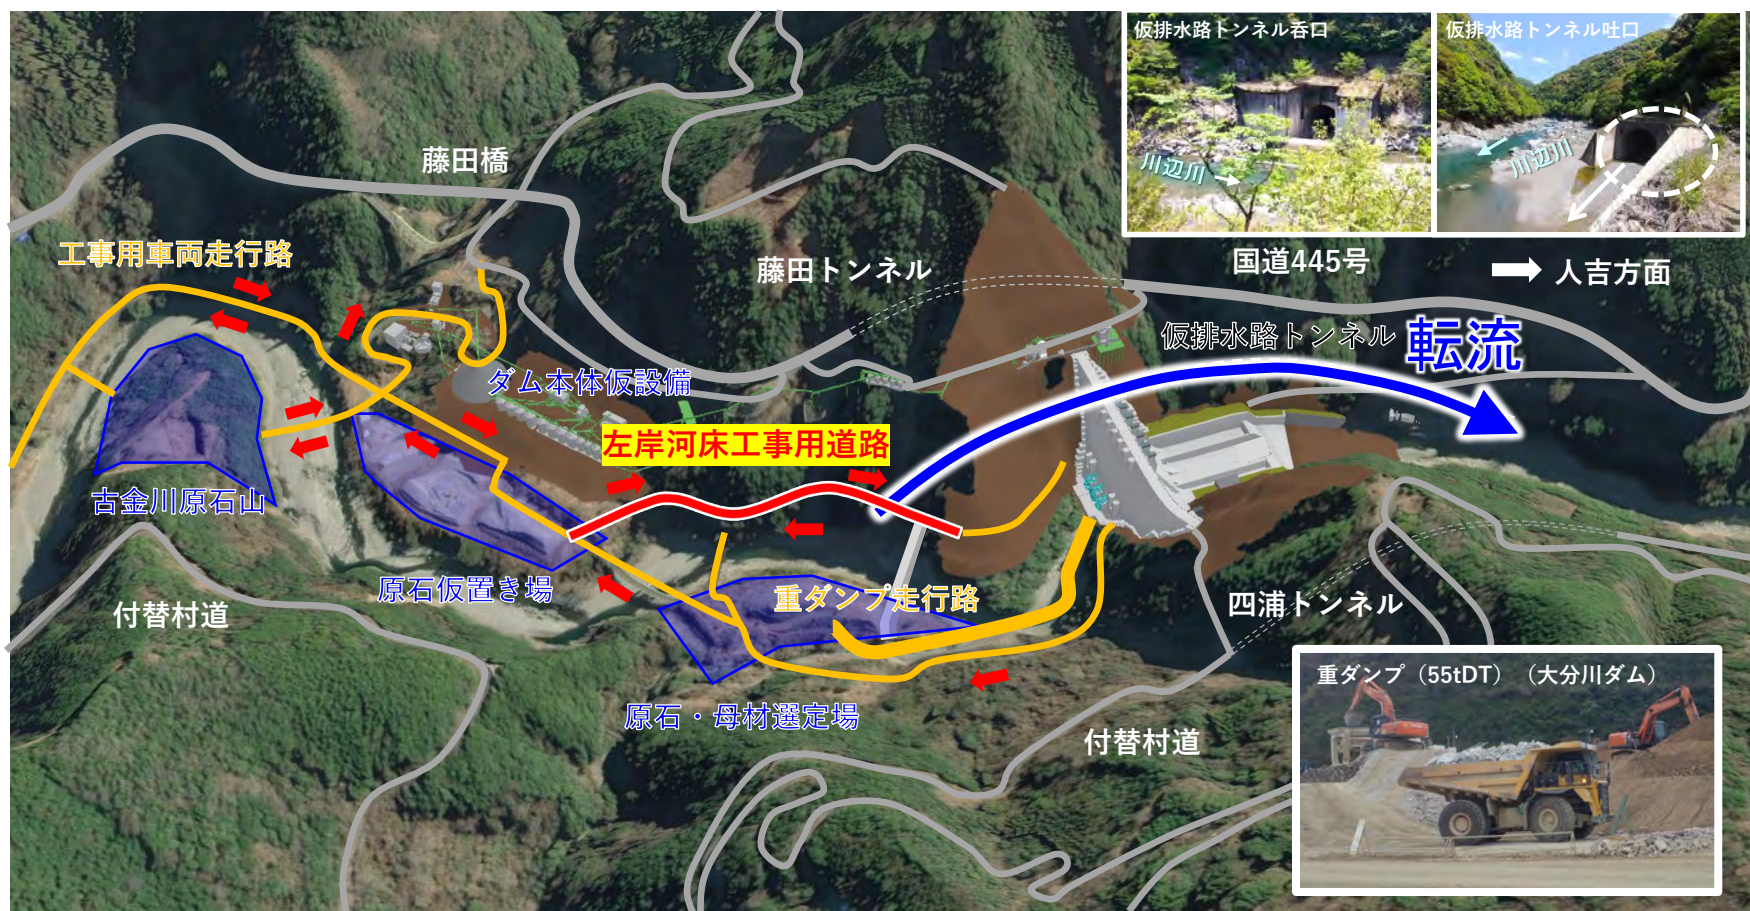 仮排水路トンネル呑口
仮排水路トンネル吐口
川辺川
川辺川
藤田橋
工事用車両走行路
藤田トンネル
国道445号
人吉方面
仮排水路トンネル
転流
ダム本体仮設備
左岸河床工事用道路
古金川原石山
原石仮置き場
重ダンプ走行路
付替村道
四浦トンネル
原石・母材選定場
付替村道
重ダンプ（55tDT）（大分川ダム）